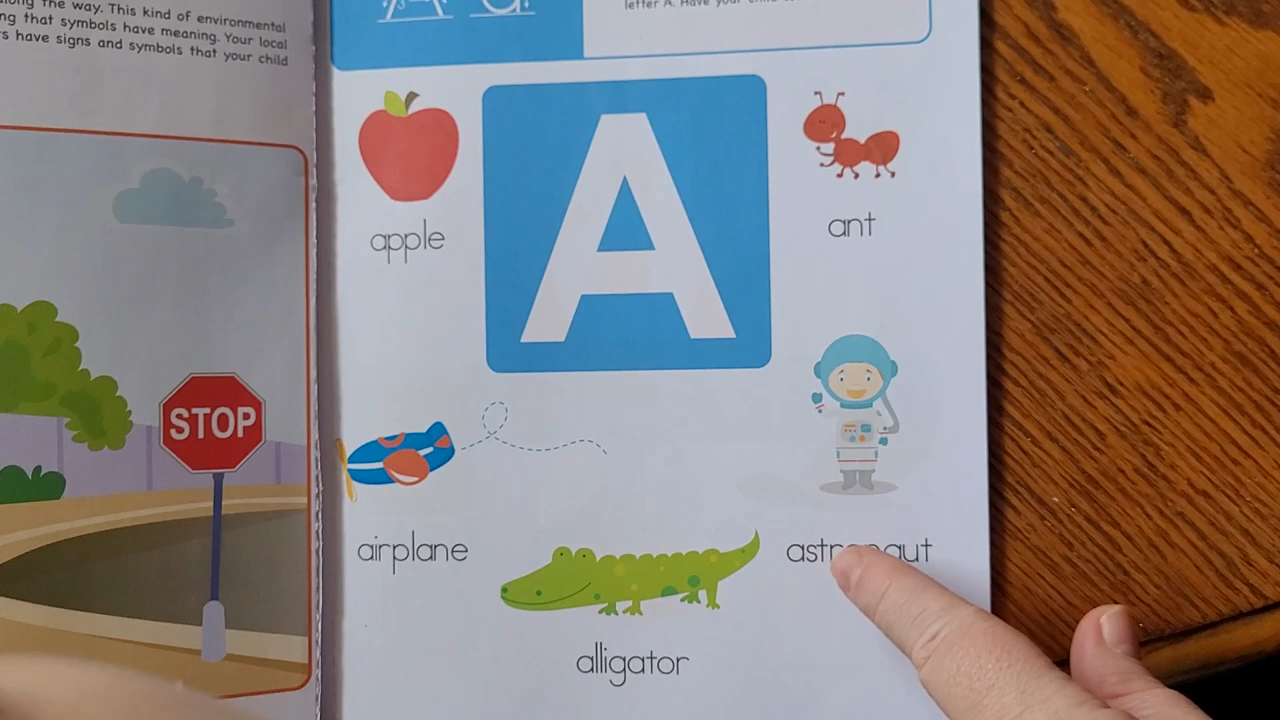 along the way. This kind of environmental
that symbols have meaning. Your local
have signs and symbols that your child
STOP
letter A. Have your child
A
apple
ant
airplane
astronaut
alligator